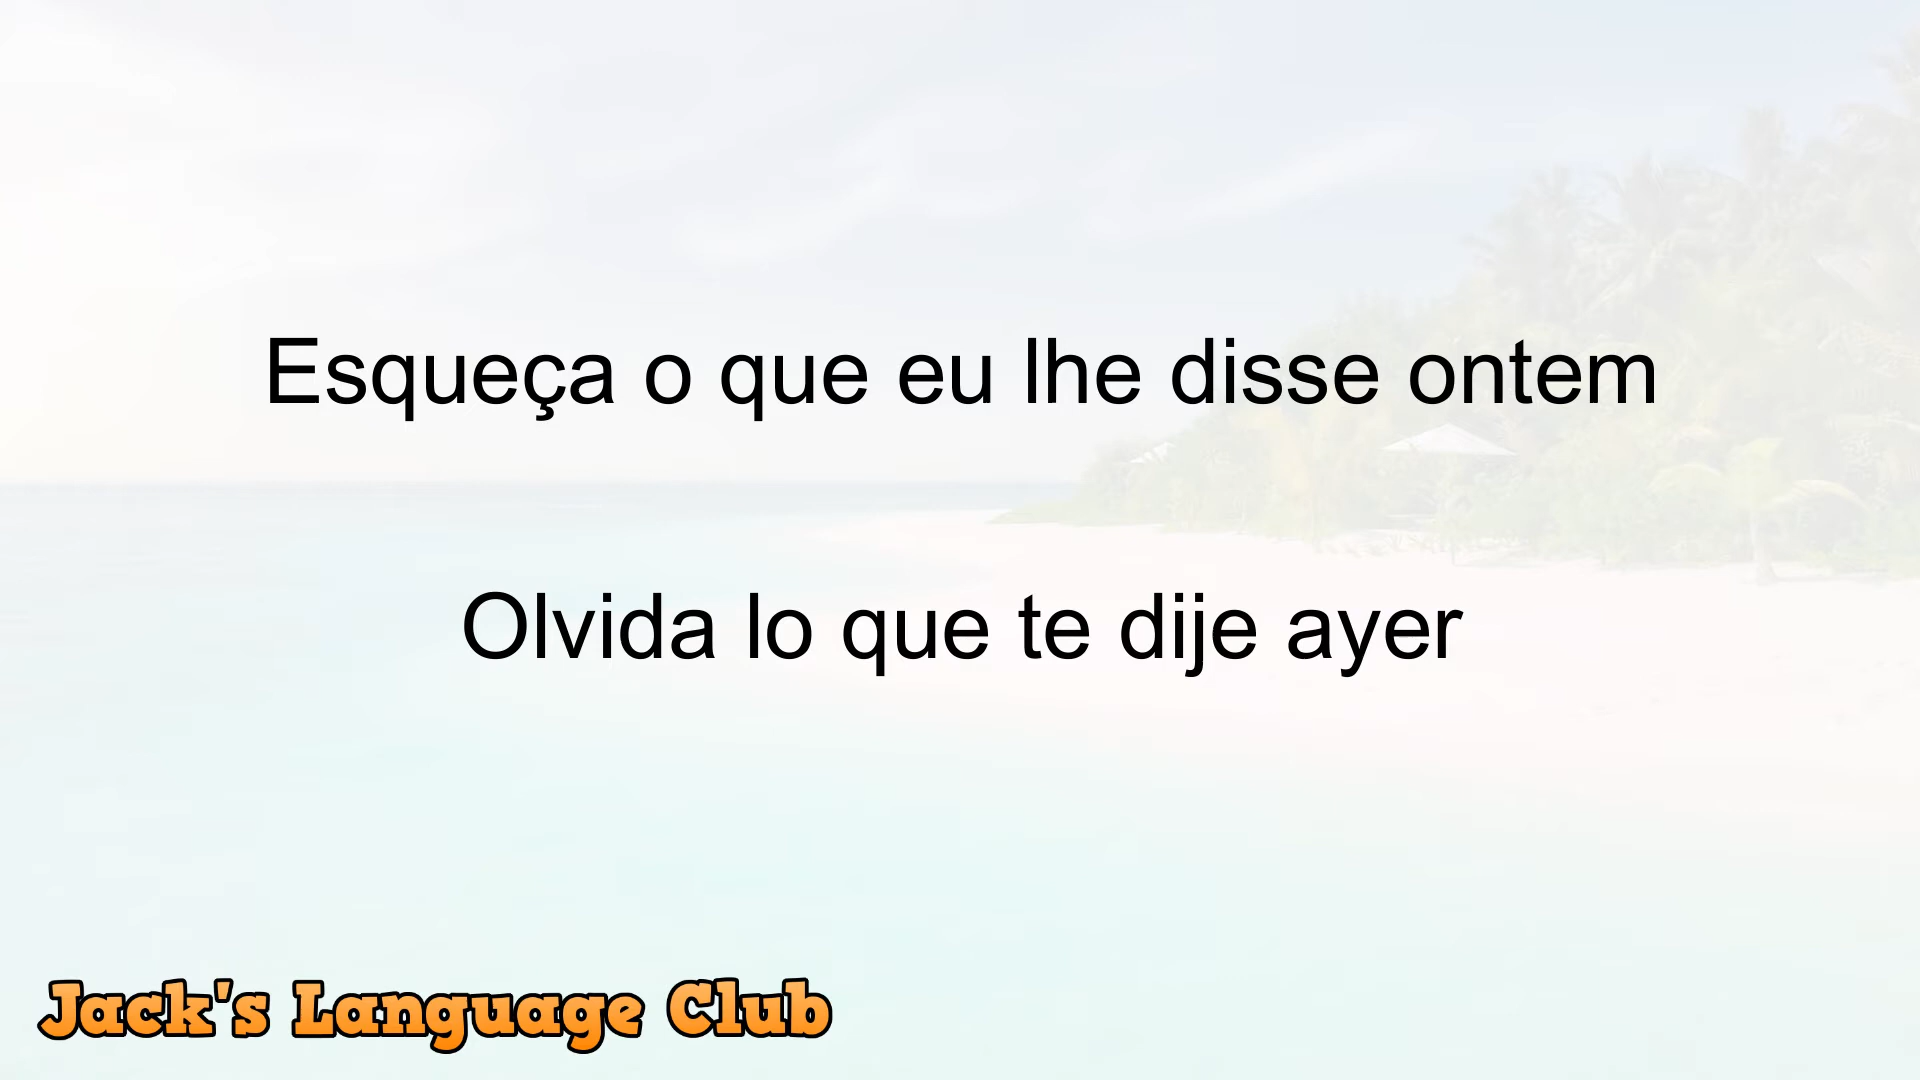 Esqueça o que eu lhe disse ontem
Olvida lo que te dije ayer
Jack's Language Club